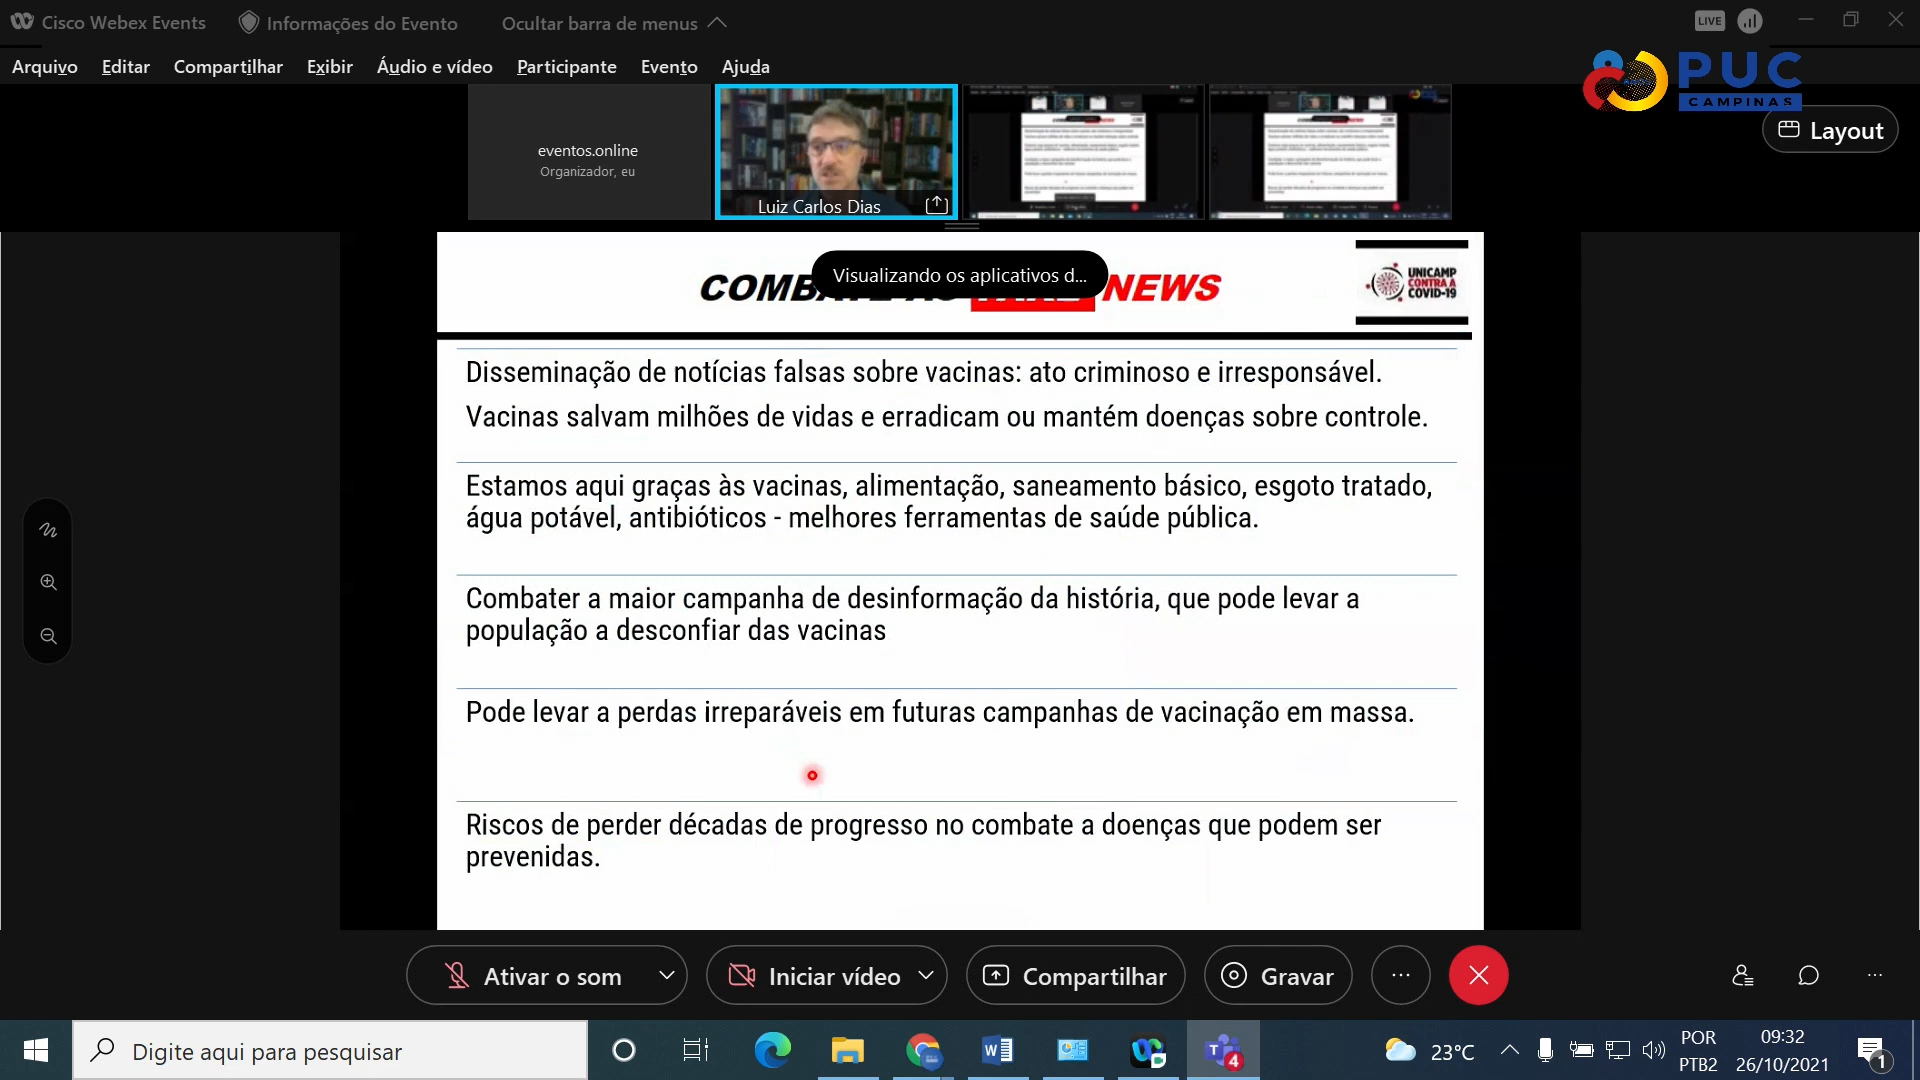 Cisco Webex Events
Informações do Evento
Ocultar barra de menus
LIVE
Arquivo Editar Compartilhar Exibir Áudio e vídeo Participante Evento Ajuda
PUC
CAMPINAS
Layout
eventos.online
Organizador, eu
Luiz Carlos Dias
Visualizando os aplicativos d...
NEWS
UNICAMP
CONTRA A
COVID-19
Disseminação de notícias falsas sobre vacinas: ato criminoso e irresponsável.
Vacinas salvam milhões de vidas e erradicam ou mantém doenças sobre controle.
Estamos aqui graças às vacinas, alimentação, saneamento básico, esgoto tratado,
água potável, antibióticos - melhores ferramentas de saúde pública.
Combater a maior campanha de desinformação da história, que pode levar a
população a desconfiar das vacinas
Pode levar a perdas irreparáveis em futuras campanhas de vacinação em massa.
Riscos de perder décadas de progresso no combate a doenças que podem ser
prevenidas.
Ativar o som
Iniciar vídeo
Compartilhar
Gravar
Digite aqui para pesquisar
4
23°C
POR
PTB2
09:32
26/10/2021
1